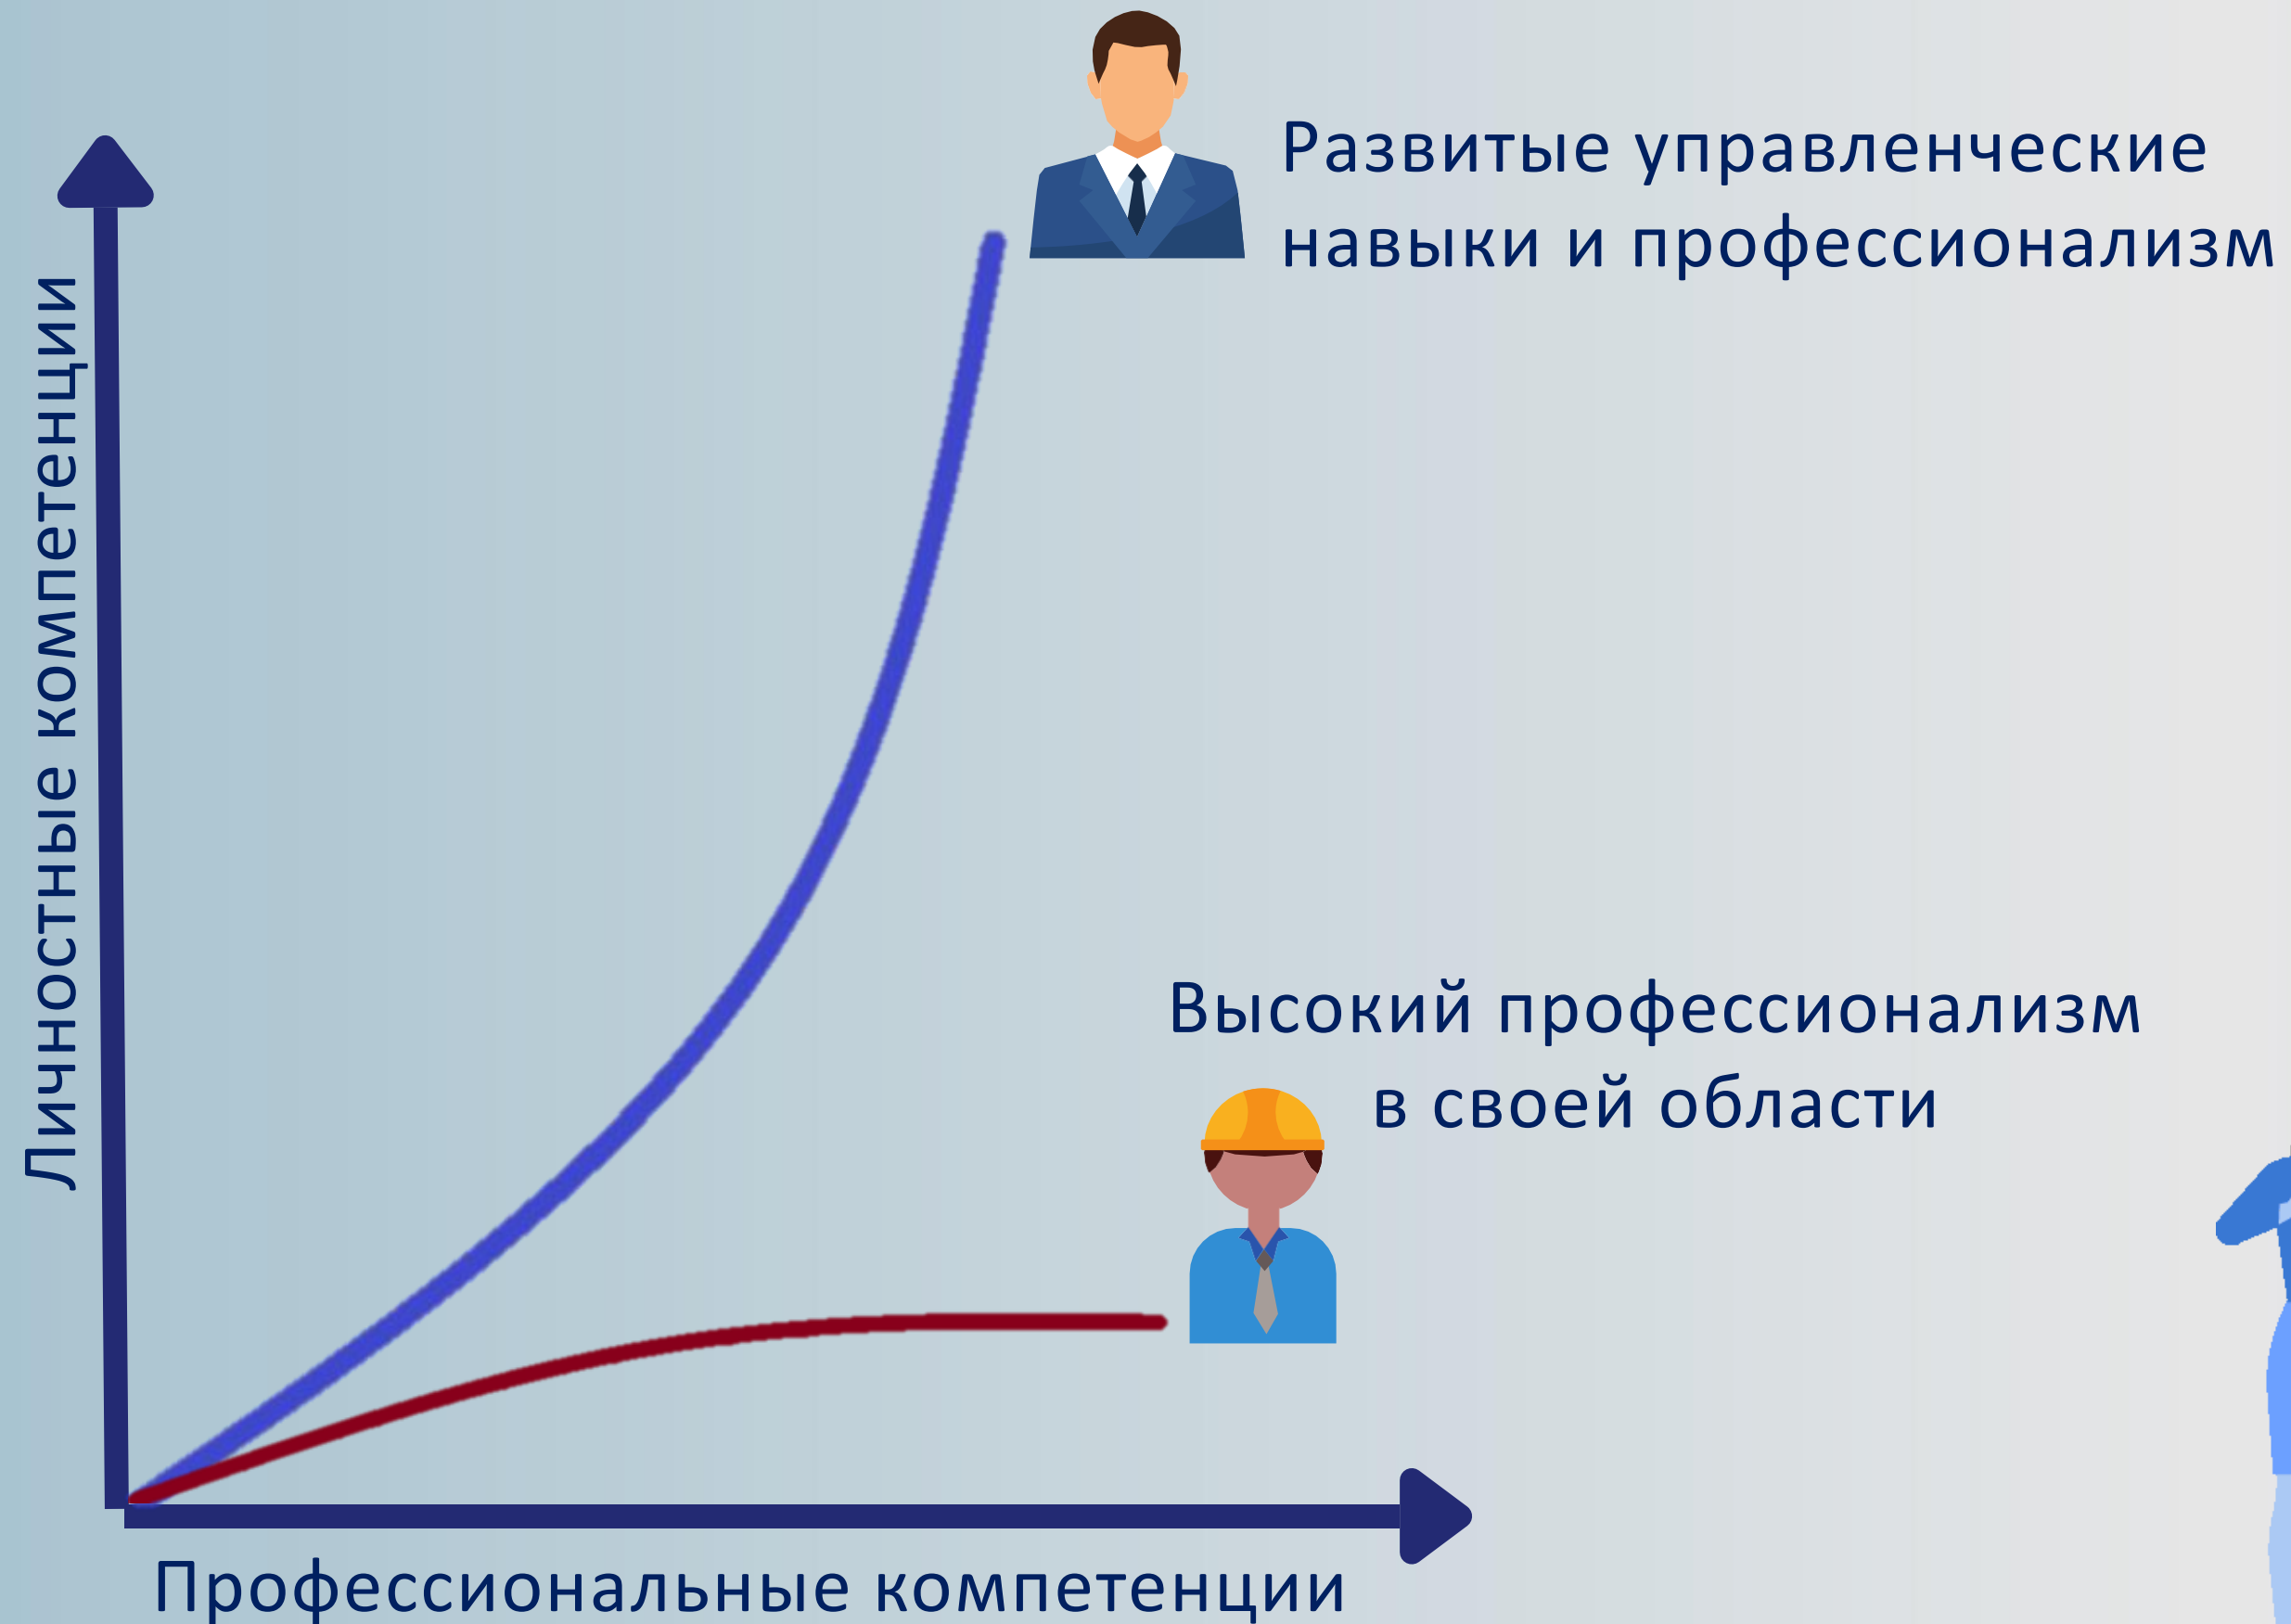 Развитые управленческие
навыки и профессионализм
Личностные компетенции
Высокий профессионализм
в своей области
Профессиональные компетенции